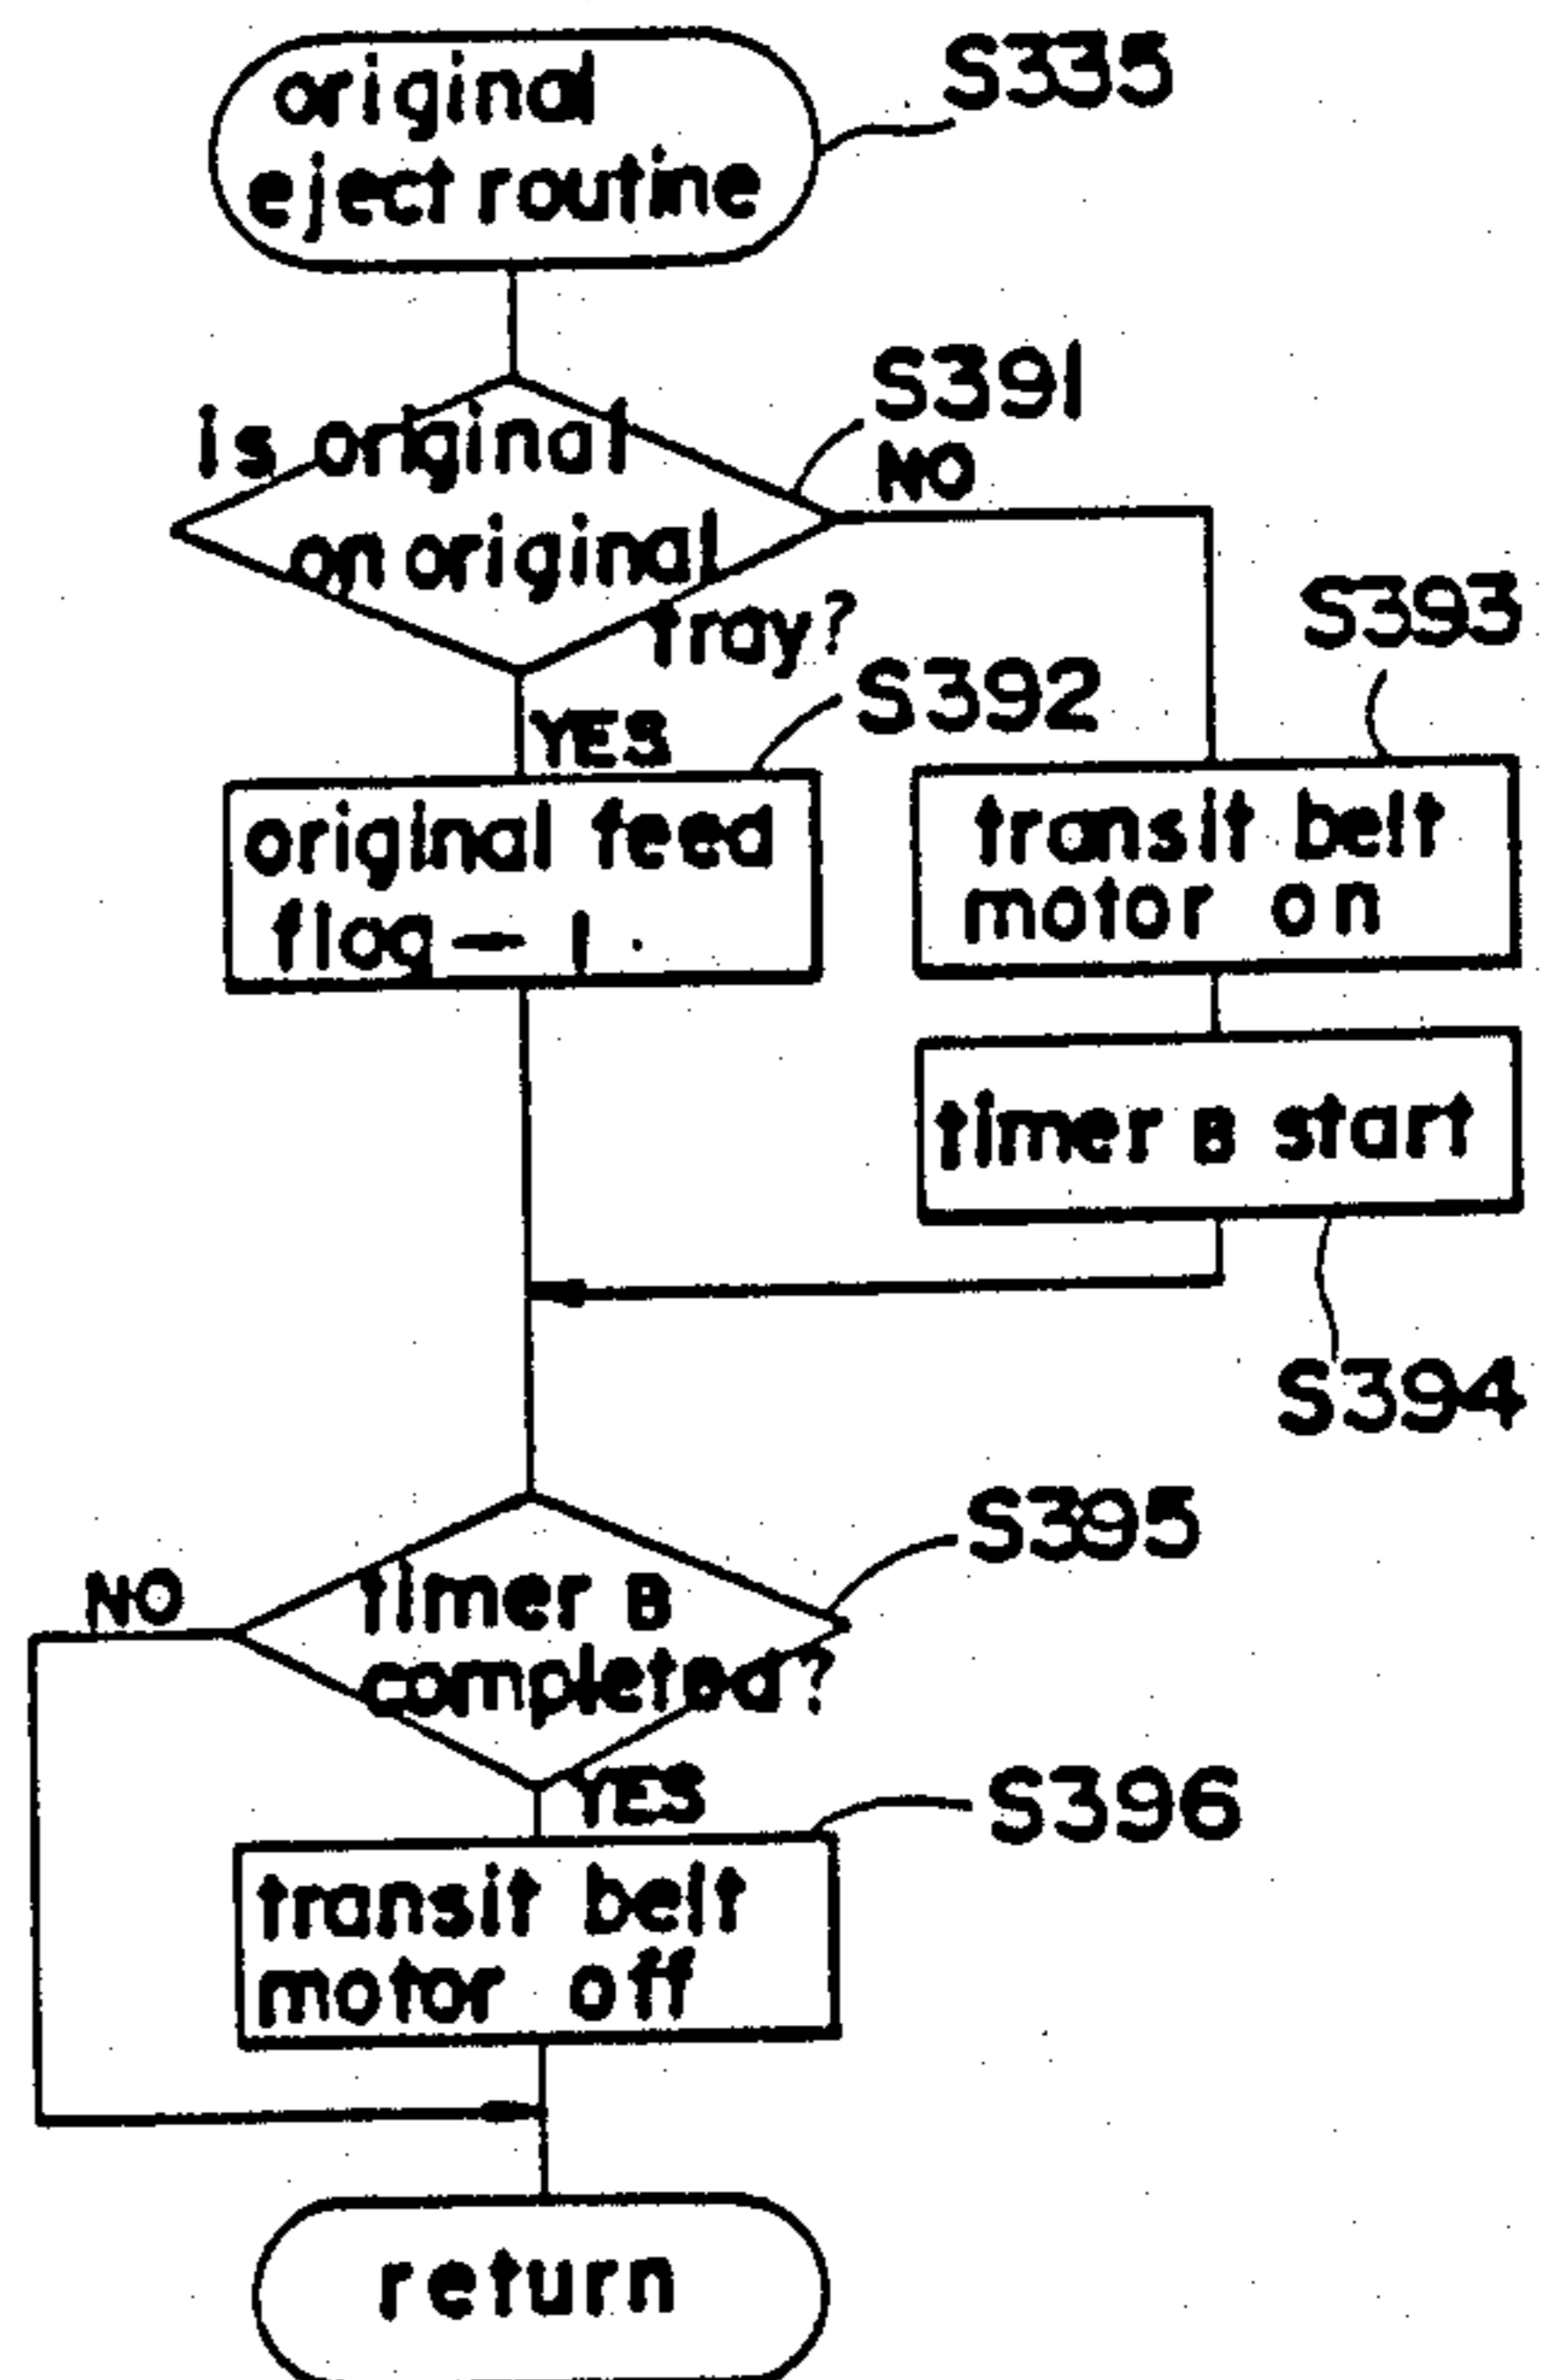 original
eject routine
S335
is original
on original
tray?
S391
NO
YES
S392
original feed
flag — 1
S393
transit belt
motor on
timer B start
S394
timer B
completed?
S395
NO
YES
S396
transit belt
motor off
return